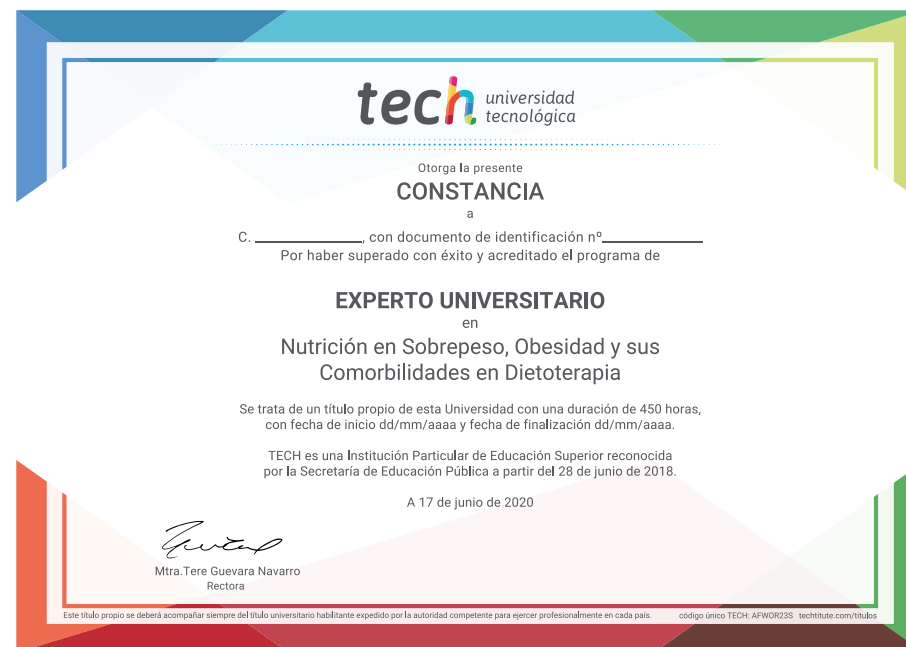 tech universidad
tecnológica
Otorga la presente
CONSTANCIA
a
C. ____________, con documento de identificación nº____________
Por haber superado con éxito y acreditado el programa de
EXPERTO UNIVERSITARIO
en
Nutrición en Sobrepeso, Obesidad y sus
Comorbilidades en Dietoterapia
Se trata de un título propio de esta Universidad con una duración de 450 horas,
con fecha de inicio dd/mm/aaaa y fecha de finalización dd/mm/aaaa.
TECH es una Institución Particular de Educación Superior reconocida
por la Secretaría de Educación Pública a partir del 28 de junio de 2018.
A 17 de junio de 2020
Mtra.Tere Guevara Navarro
Rectora
Este título propio se deberá acompañar siempre del título universitario habilitante expedido por la autoridad competente para ejercer profesionalmente en cada país. código único TECH: AFWOR23S techtitute.com/titulos